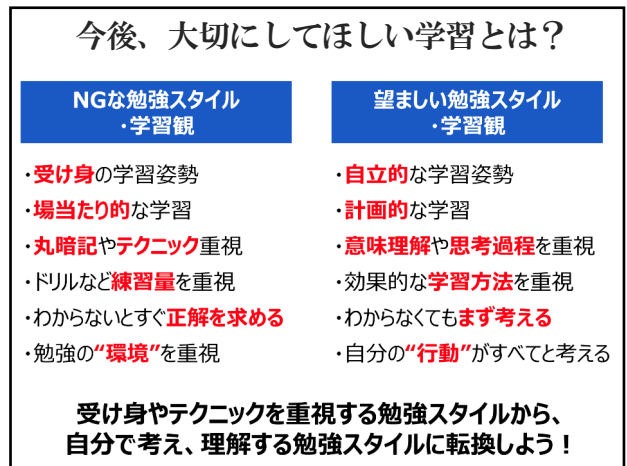 今後、大切にしてほしい学習とは？
NGな勉強スタイル
・学習観
・受け身の学習姿勢
・場当たり的な学習
・丸暗記やテクニック重視
・ドリルなど練習量を重視
・わからないとすぐ正解を求める
・勉強の“環境”を重視
望ましい勉強スタイル
・学習観
・自立的な学習姿勢
・計画的な学習
・意味理解や思考過程を重視
・効果的な学習方法を重視
・わからなくてもまず考える
・自分の“行動”がすべてと考える
受け身やテクニックを重視する勉強スタイルから、
自分で考え、理解する勉強スタイルに転換しよう！